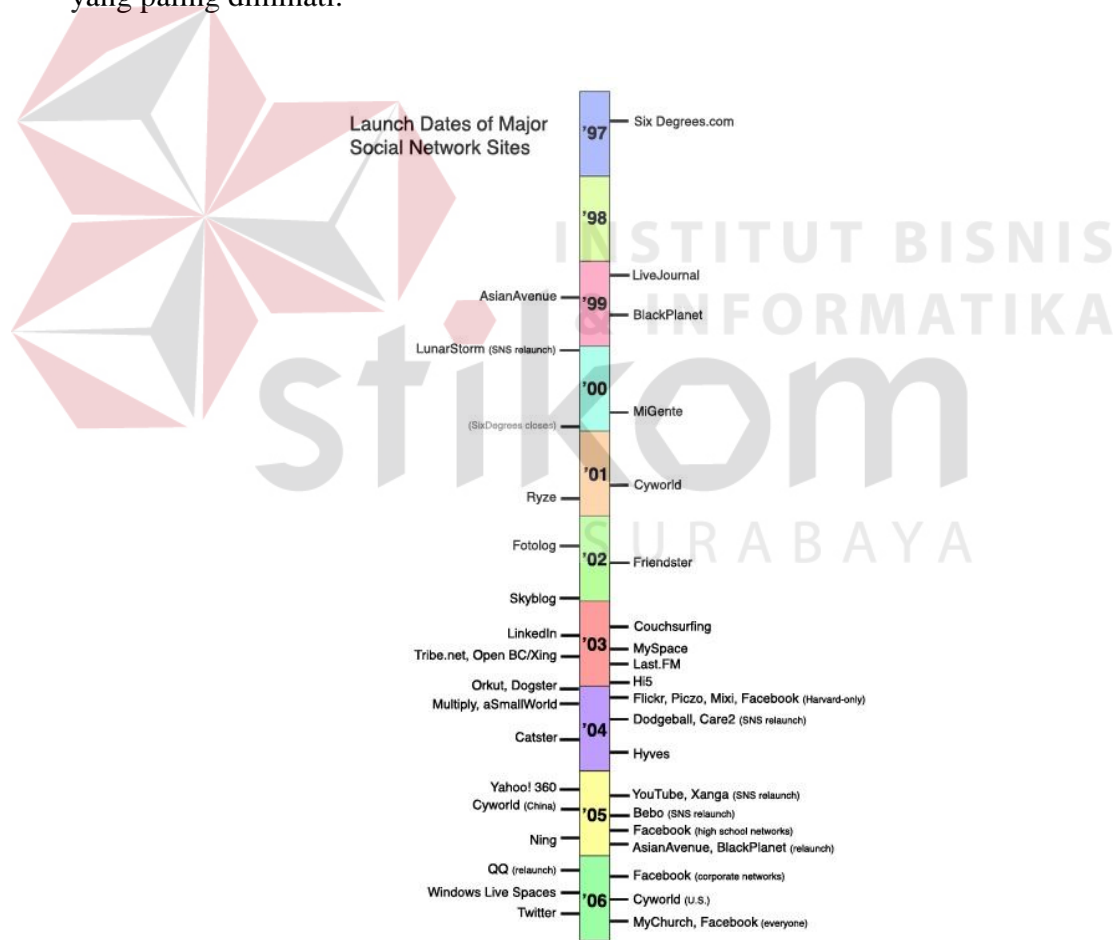 yang paling diminati.
Launch Dates of Major
Social Network Sites
'97
Six Degrees.com
'98
INSTITUT BISNIS
& INFORMATIKA
stikom
SURABAYA
LiveJournal
AsianAvenue
'99
BlackPlanet
LunarStorm (SNS relaunch)
'00
MiGente
(SixDegrees closes)
'01
Cyworld
Ryze
Fotolog
'02
Friendster
Skyblog
Couchsurfing
LinkedIn
'03
MySpace
Tribe.net, Open BC/Xing
Last.FM
Hi5
Orkut, Dogster
Flickr, Piczo, Mixi, Facebook (Harvard-only)
Multiply, aSmallWorld
Dodgeball, Care2 (SNS relaunch)
'04
Catster
Hyves
Yahoo! 360
YouTube, Xanga (SNS relaunch)
Cyworld (China)
Bebo (SNS relaunch)
'05
Facebook (high school networks)
Ning
AsianAvenue, BlackPlanet (relaunch)
QQ (relaunch)
Facebook (corporate networks)
Windows Live Spaces
'06
Cyworld (U.S.)
Twitter
MyChurch, Facebook (everyone)